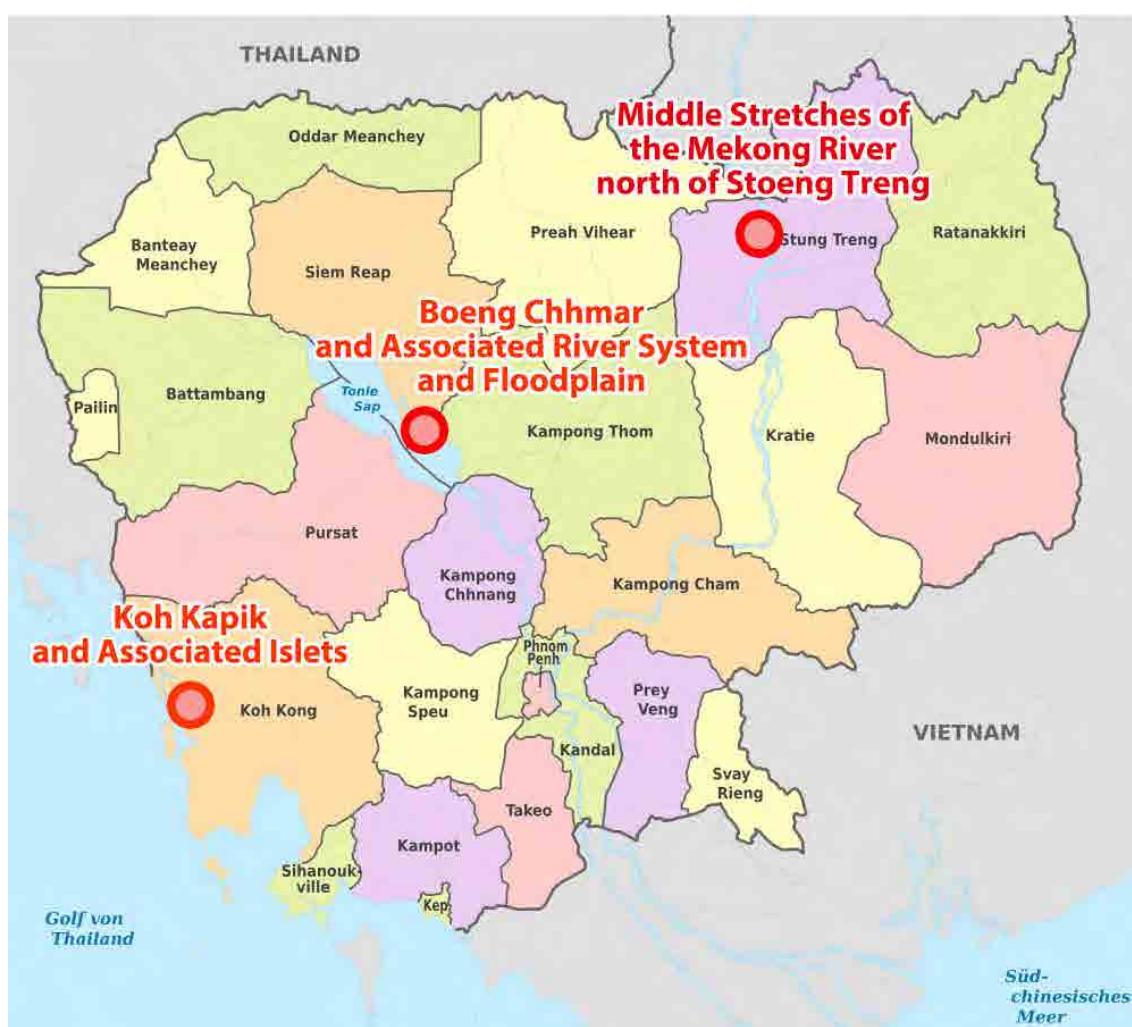 THAILAND
Middle Stretches of
the Mekong River
north of Stoeng Treng
Oddar Meanchey
Banteay
Meanchey
Siem Reap
Preah Vihear
Stung Treng
Ratanakkiri
Boeng Chhmar
and Associated River System
and Floodplain
Tonle
Sap
Battambang
Pailin
Kampong Thom
Kratie
Mondulkiri
Pursat
Kampong
Chhnang
Kampong Cham
Koh Kapik
and Associated Islets
Koh Kong
Kampong
Speu
Phnom
Penh
Prey
Veng
Kandal
Svay
Rieng
VIETNAM
Takeo
Kampot
Sihanouk-
ville
Kep
Golf von
Thailand
Süd-
chinesisches
Meer